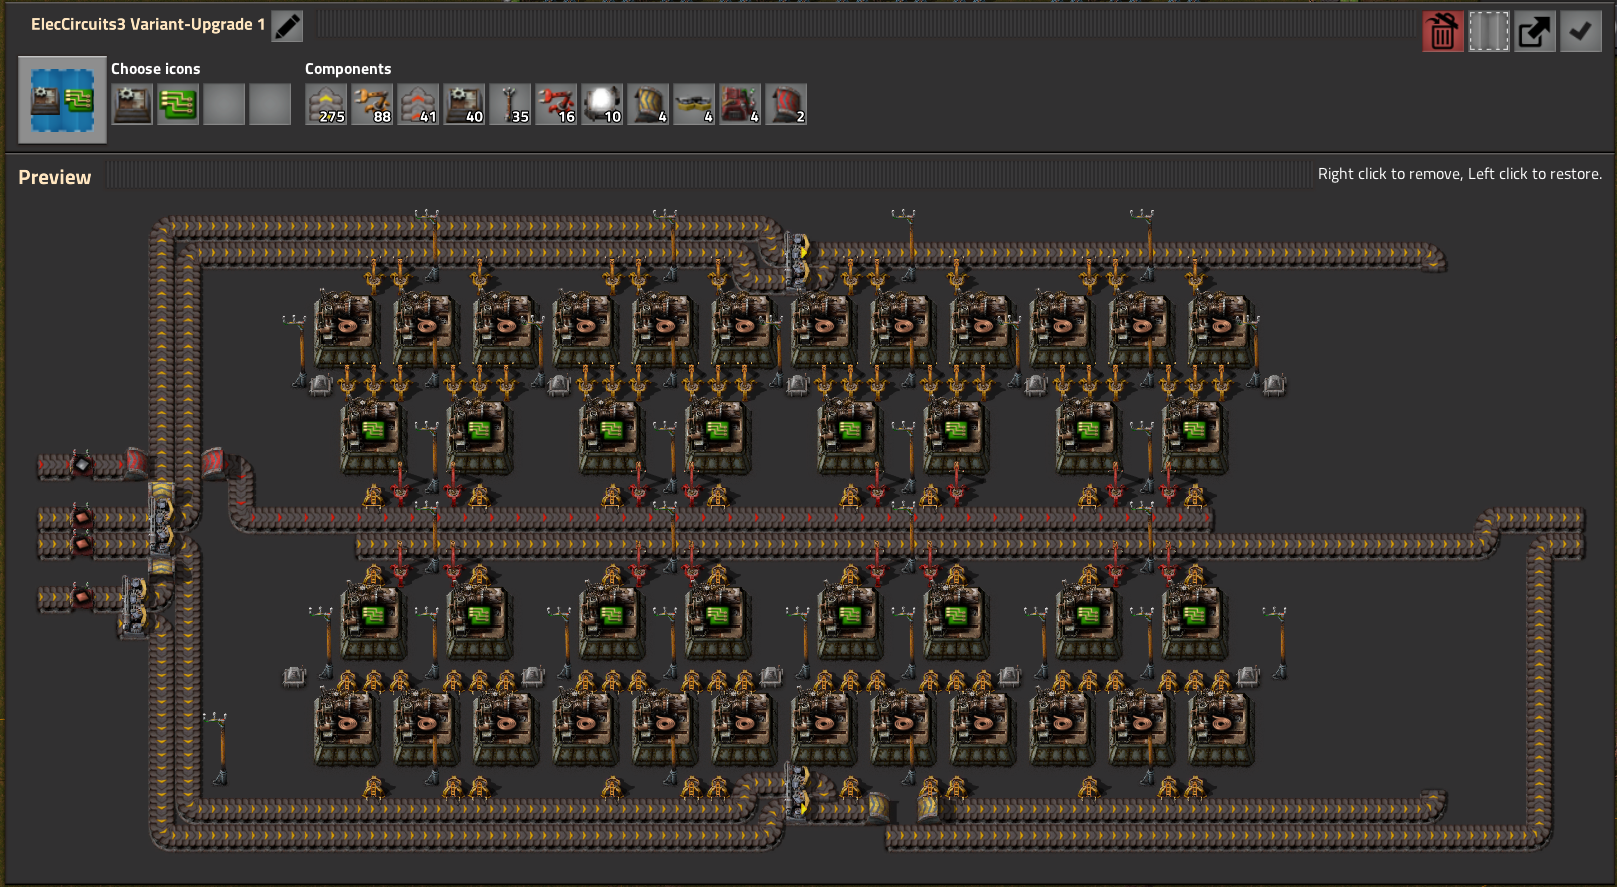 ElecCircuits3 Variant-Upgrade 1
Choose icons
Components
275 88 41 40 35 16 10 4 4 4 2
Preview
Right click to remove, Left click to restore.